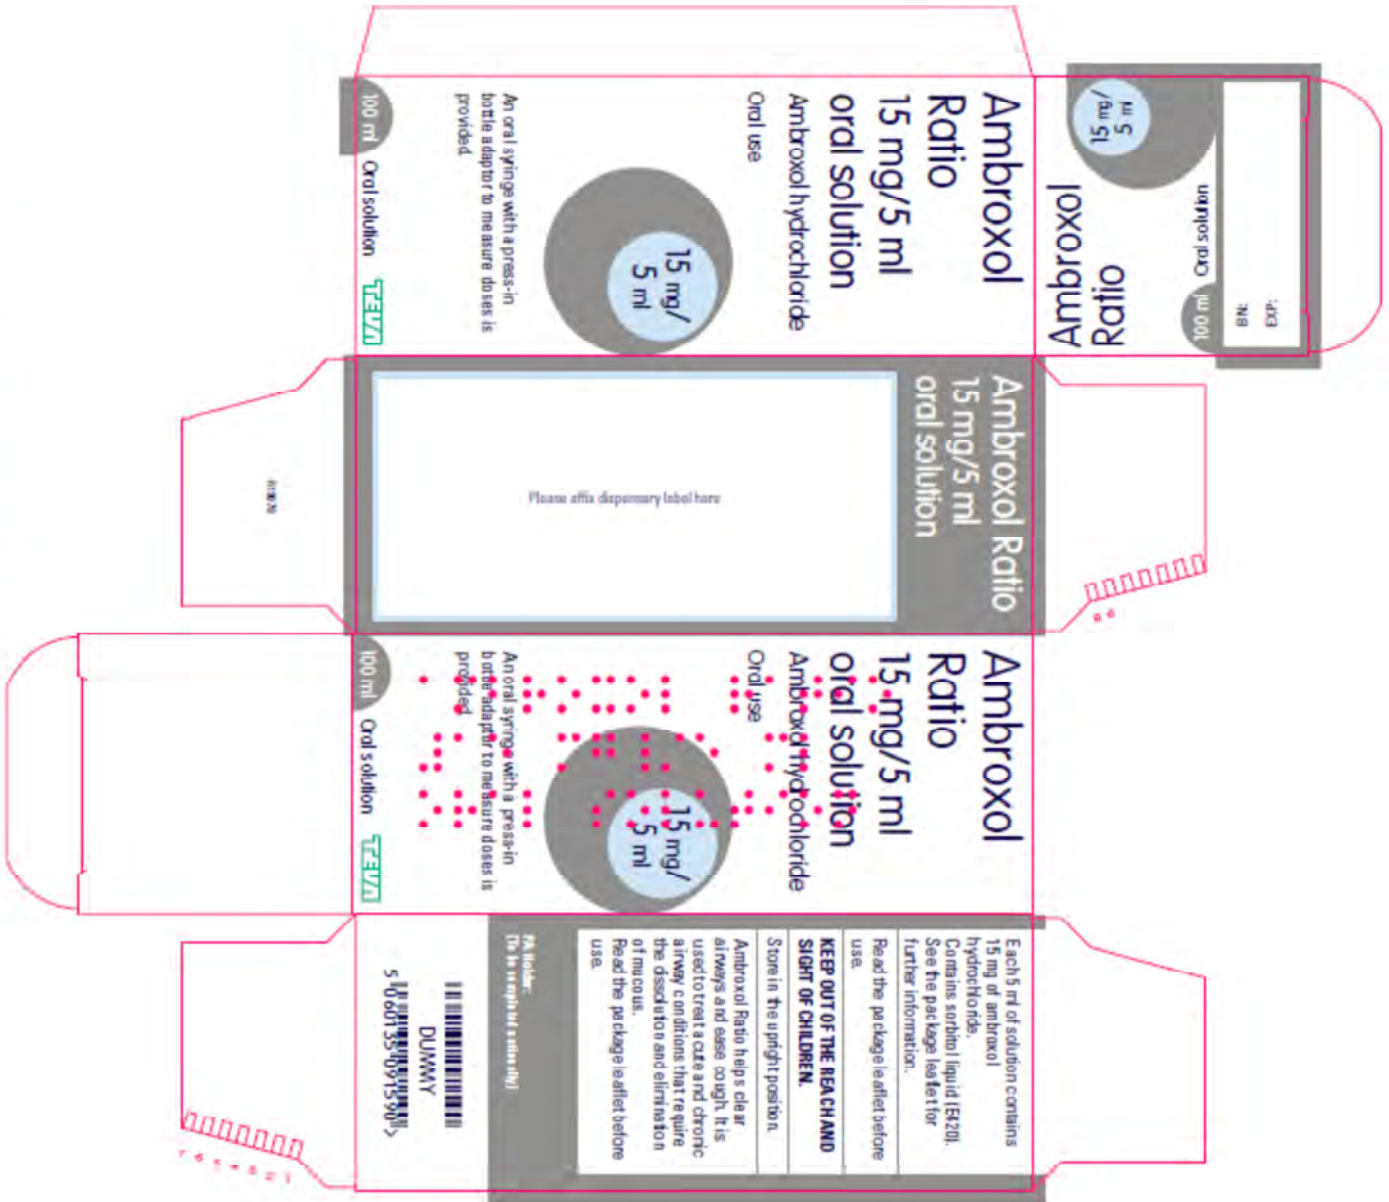 15 mg/
5 ml
Ambroxol
Ratio
Oral solution
100 ml
BN:
EXP:
Ambroxol
Ratio
15 mg/5 ml
oral solution
Ambroxol hydrochloride
Oral use
15 mg/
5 ml
An oral syringe with a press-in
bottle adaptor to measure doses is
provided.
100 ml Oral solution TEVA
Ambroxol Ratio
15 mg/5 ml
oral solution
Please affix dispensary label here
Ambroxol
Ratio
15 mg/5 ml
oral solution
Ambroxol hydrochloride
Oral use
15 mg/
5 ml
An oral syringe with a press-in
bottle adaptor to measure doses is
provided.
100 ml Oral solution TEVA
Each 5 ml of solution contains
15 mg of ambroxol
hydrochloride.
Contains sorbitol liquid (E420).
See the package leaflet for
further information.
Read the package leaflet before
use.
KEEP OUT OF THE REACH AND
SIGHT OF CHILDREN.
Store in the upright position.
Ambroxol Ratio helps clear
airways and ease cough. It is
used to treat acute and chronic
airway conditions that require
the dissolution and elimination
of mucous.
Read the package leaflet before
use.
PA Holder:
(To be completed nationally)
DUMMY
5 060135 091590 >